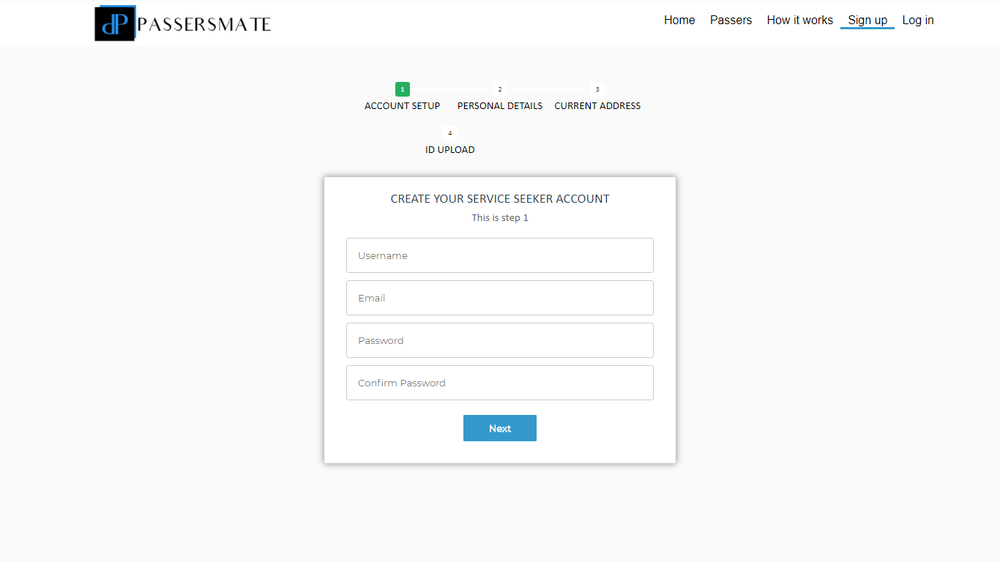 dP PASSERSMATE
Home Passers How it works Sign up Log in
1 2 3
ACCOUNT SETUP PERSONAL DETAILS CURRENT ADDRESS
4
ID UPLOAD
CREATE YOUR SERVICE SEEKER ACCOUNT
This is step 1
Username
Email
Password
Confirm Password
Next